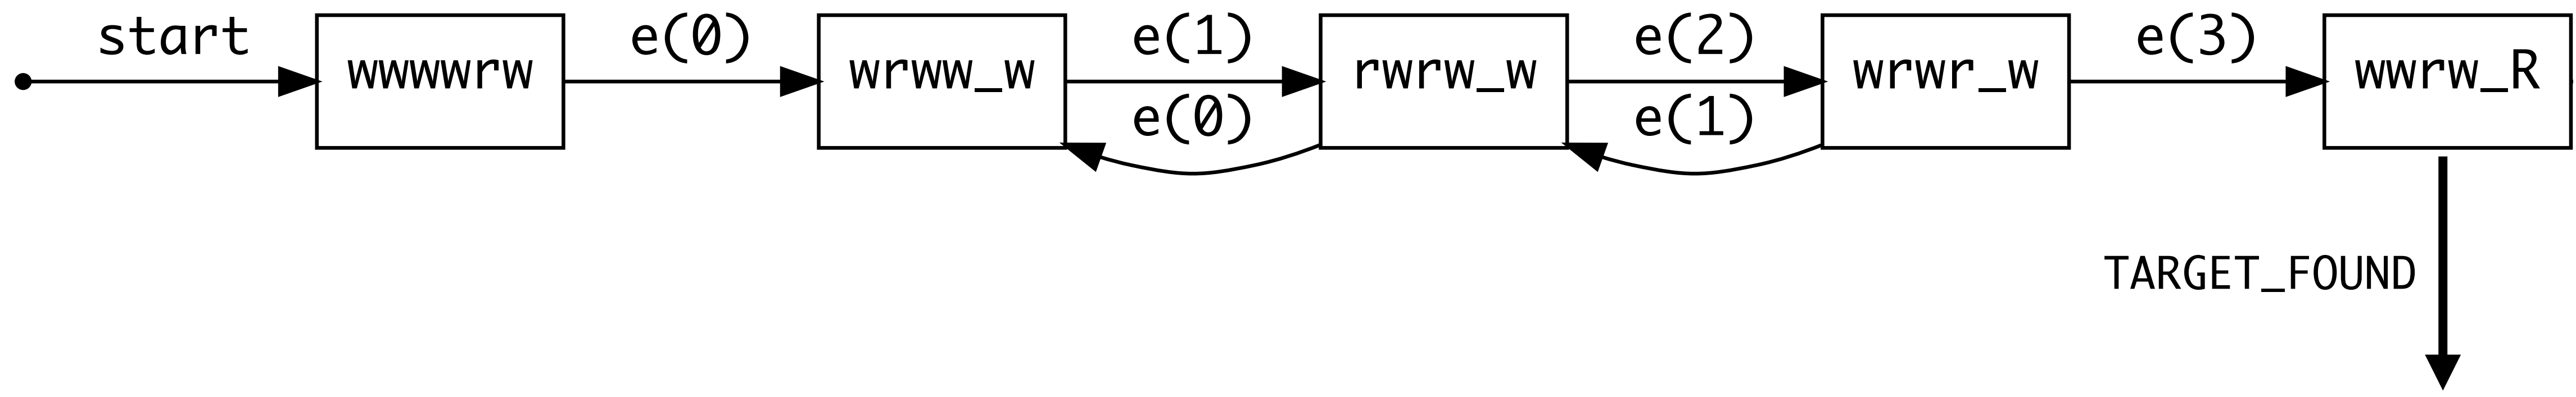 start
wwwwrw
e(0)
wrww_w
e(1)
e(0)
rwrw_w
e(2)
e(1)
wrwr_w
e(3)
wwrw_R
TARGET_FOUND